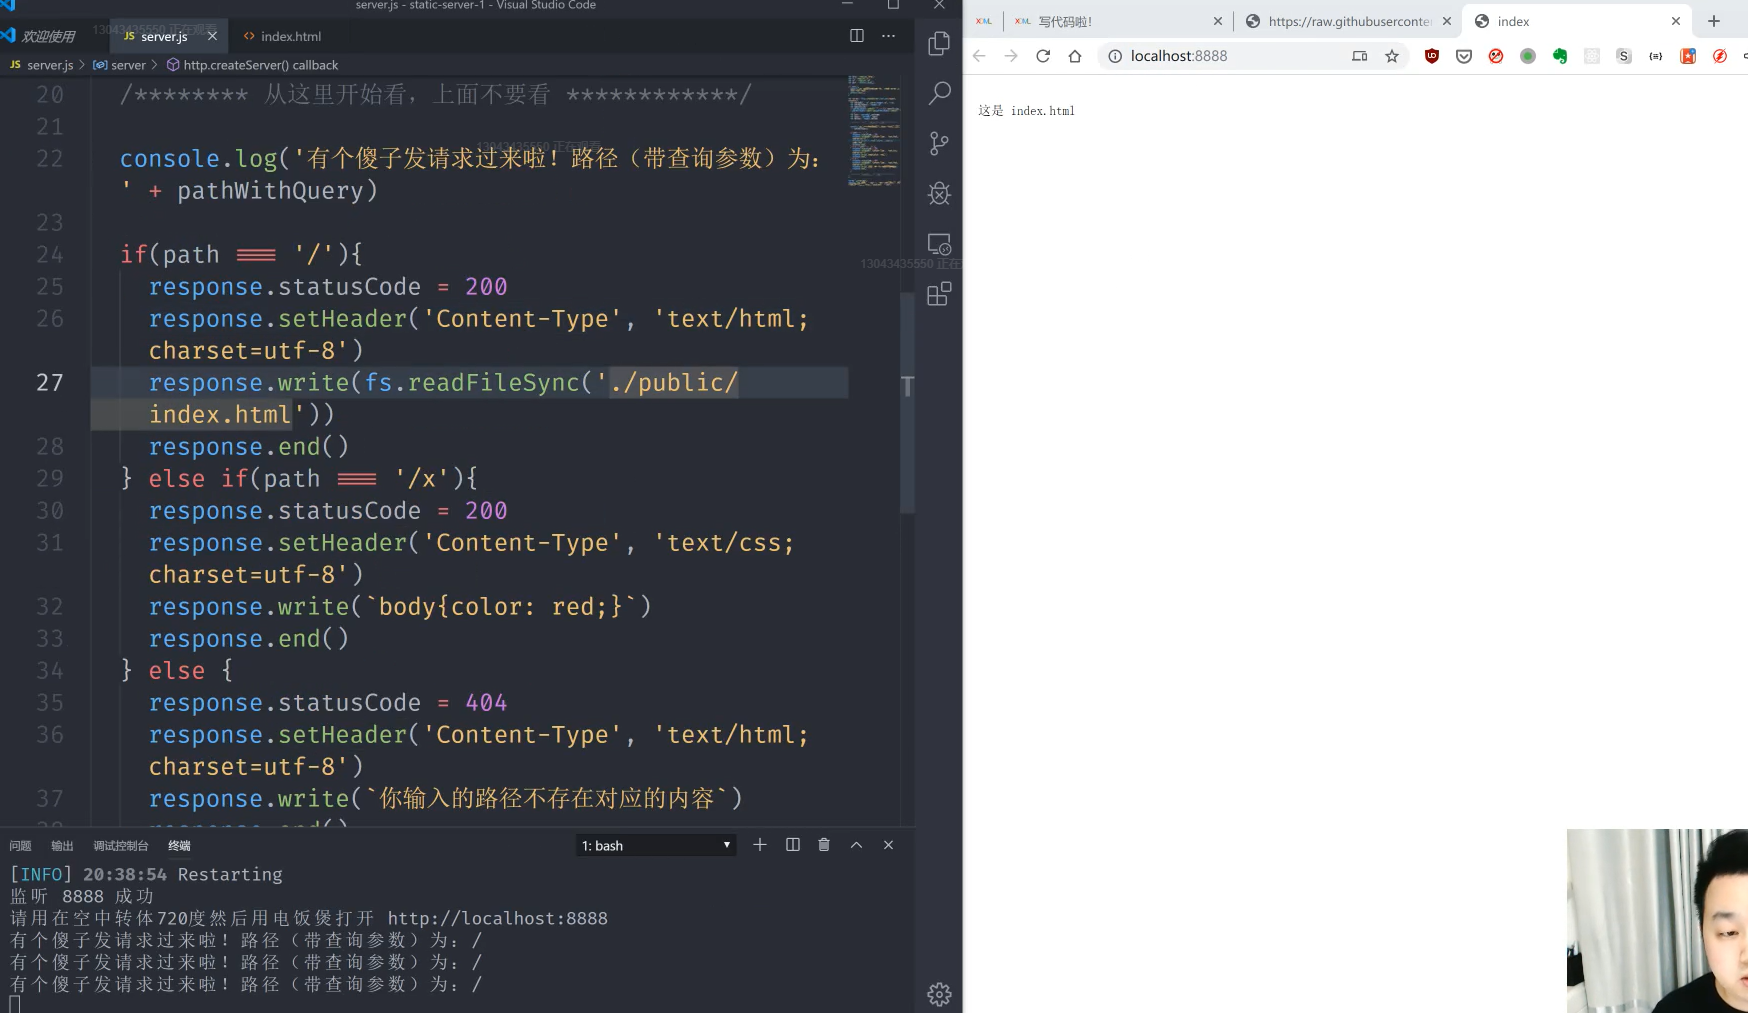 server.js - static-server-1 - Visual Studio Code
欢迎使用
JS server.js
<> index.html
JS server.js > server > http.createServer() callback
20 /******** 从这里开始看，上面不要看 ************/
21
22 console.log('有个傻子发请求过来啦！路径（带查询参数）为：
' + pathWithQuery)
23
24 if(path === '/'){
25 response.statusCode = 200
26 response.setHeader('Content-Type', 'text/html;
charset=utf-8')
27 response.write(fs.readFileSync('./public/
index.html'))
28 response.end()
29 } else if(path === '/x'){
30 response.statusCode = 200
31 response.setHeader('Content-Type', 'text/css;
charset=utf-8')
32 response.write(`body{color: red;}`)
33 response.end()
34 } else {
35 response.statusCode = 404
36 response.setHeader('Content-Type', 'text/html;
charset=utf-8')
37 response.write(`你输入的路径不存在对应的内容`)
问题 输出 调试控制台 终端
1: bash
[INFO] 20:38:54 Restarting
监听 8888 成功
请用在空中转体720度然后用电饭煲打开 http://localhost:8888
有个傻子发请求过来啦！路径（带查询参数）为：/
有个傻子发请求过来啦！路径（带查询参数）为：/
有个傻子发请求过来啦！路径（带查询参数）为：/
13043435550 正在观看
13043435550 正在观看
13043435550 正在
写代码啦！
https://raw.githubuserconte
index
localhost:8888
这是 index.html